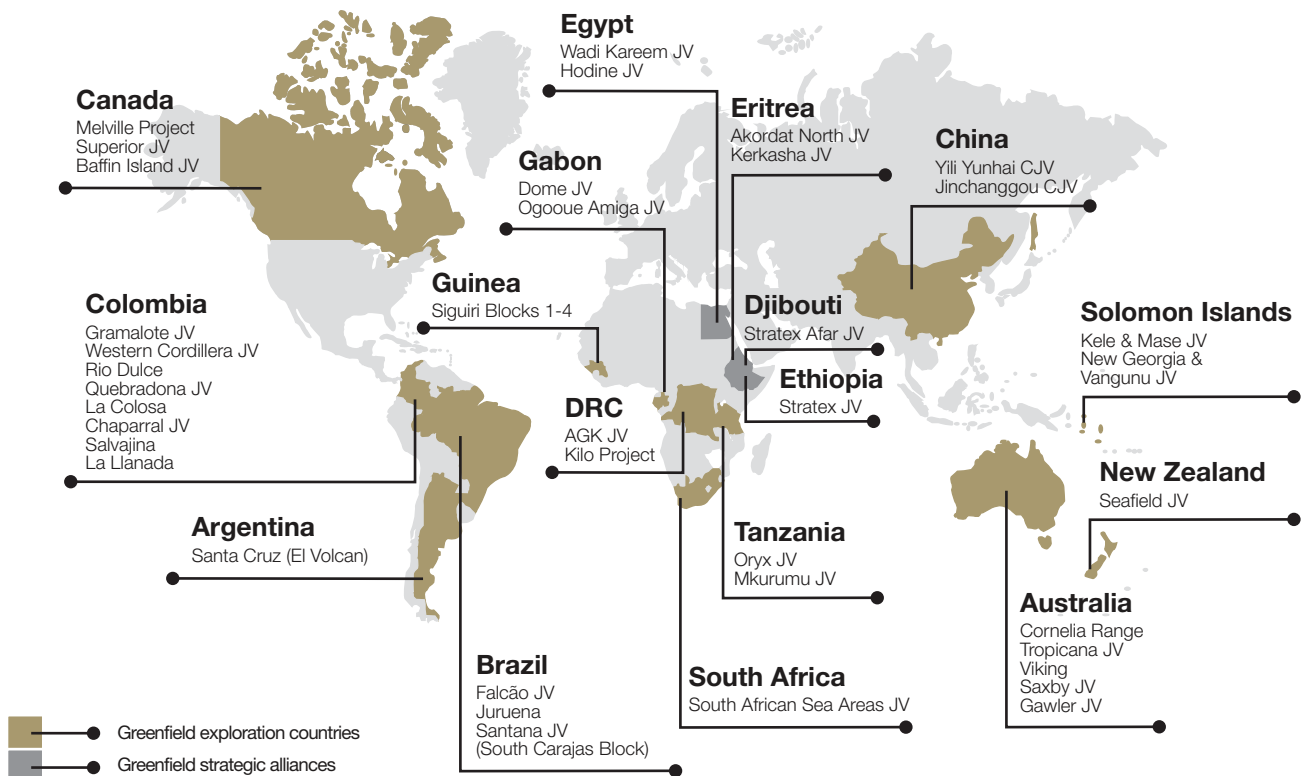 Egypt
Wadi Kareem JV
Hodine JV
Canada
Melville Project
Superior JV
Baffin Island JV
Eritrea
Akordat North JV
Kerkasha JV
China
Yili Yunhai CJV
Jinchanggou CJV
Gabon
Dome JV
Ogooue Amiga JV
Guinea
Siguiri Blocks 1-4
Colombia
Gramalote JV
Western Cordillera JV
Rio Dulce
Quebradona JV
La Colosa
Chaparral JV
Salvajina
La Llanada
Djibouti
Stratex Afar JV
Ethiopia
Stratex JV
Solomon Islands
Kele & Mase JV
New Georgia &
Vangunu JV
DRC
AGK JV
Kilo Project
New Zealand
Seafield JV
Argentina
Santa Cruz (El Volcan)
Tanzania
Oryx JV
Mkurumu JV
Australia
Cornelia Range
Tropicana JV
Viking
Saxby JV
Gawler JV
Brazil
Falcão JV
Juruena
Santana JV
(South Carajas Block)
South Africa
South African Sea Areas JV
Greenfield exploration countries
Greenfield strategic alliances